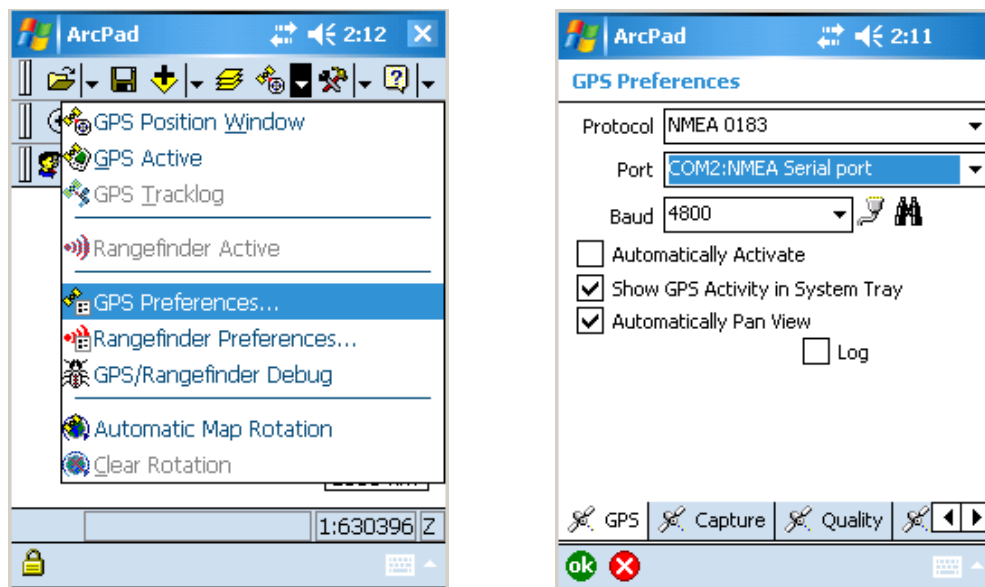 ArcPad 2:12
GPS Position Window
GPS Active
GPS Tracklog
Rangefinder Active
GPS Preferences...
Rangefinder Preferences...
GPS/Rangefinder Debug
Automatic Map Rotation
Clear Rotation
1:630396 Z
ArcPad 2:11
GPS Preferences
Protocol NMEA 0183
Port COM2:NMEA Serial port
Baud 4800
Automatically Activate
Show GPS Activity in System Tray
Automatically Pan View
Log
GPS Capture Quality
ok